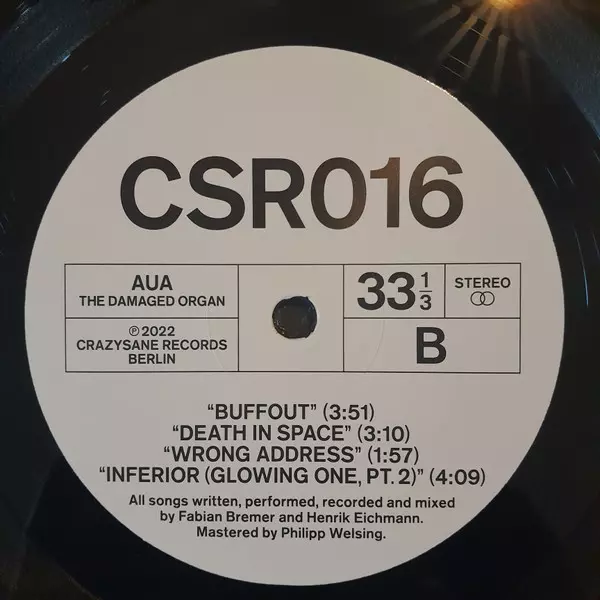 CSR016
AUA
THE DAMAGED ORGAN
33 1/3
STEREO
℗ 2022
CRAZYSANE RECORDS
BERLIN
B
“BUFFOUT” (3:51)
“DEATH IN SPACE” (3:10)
“WRONG ADDRESS” (1:57)
“INFERIOR (GLOWING ONE, PT. 2)” (4:09)
All songs written, performed, recorded and mixed
by Fabian Bremer and Henrik Eichmann.
Mastered by Philipp Welsing.